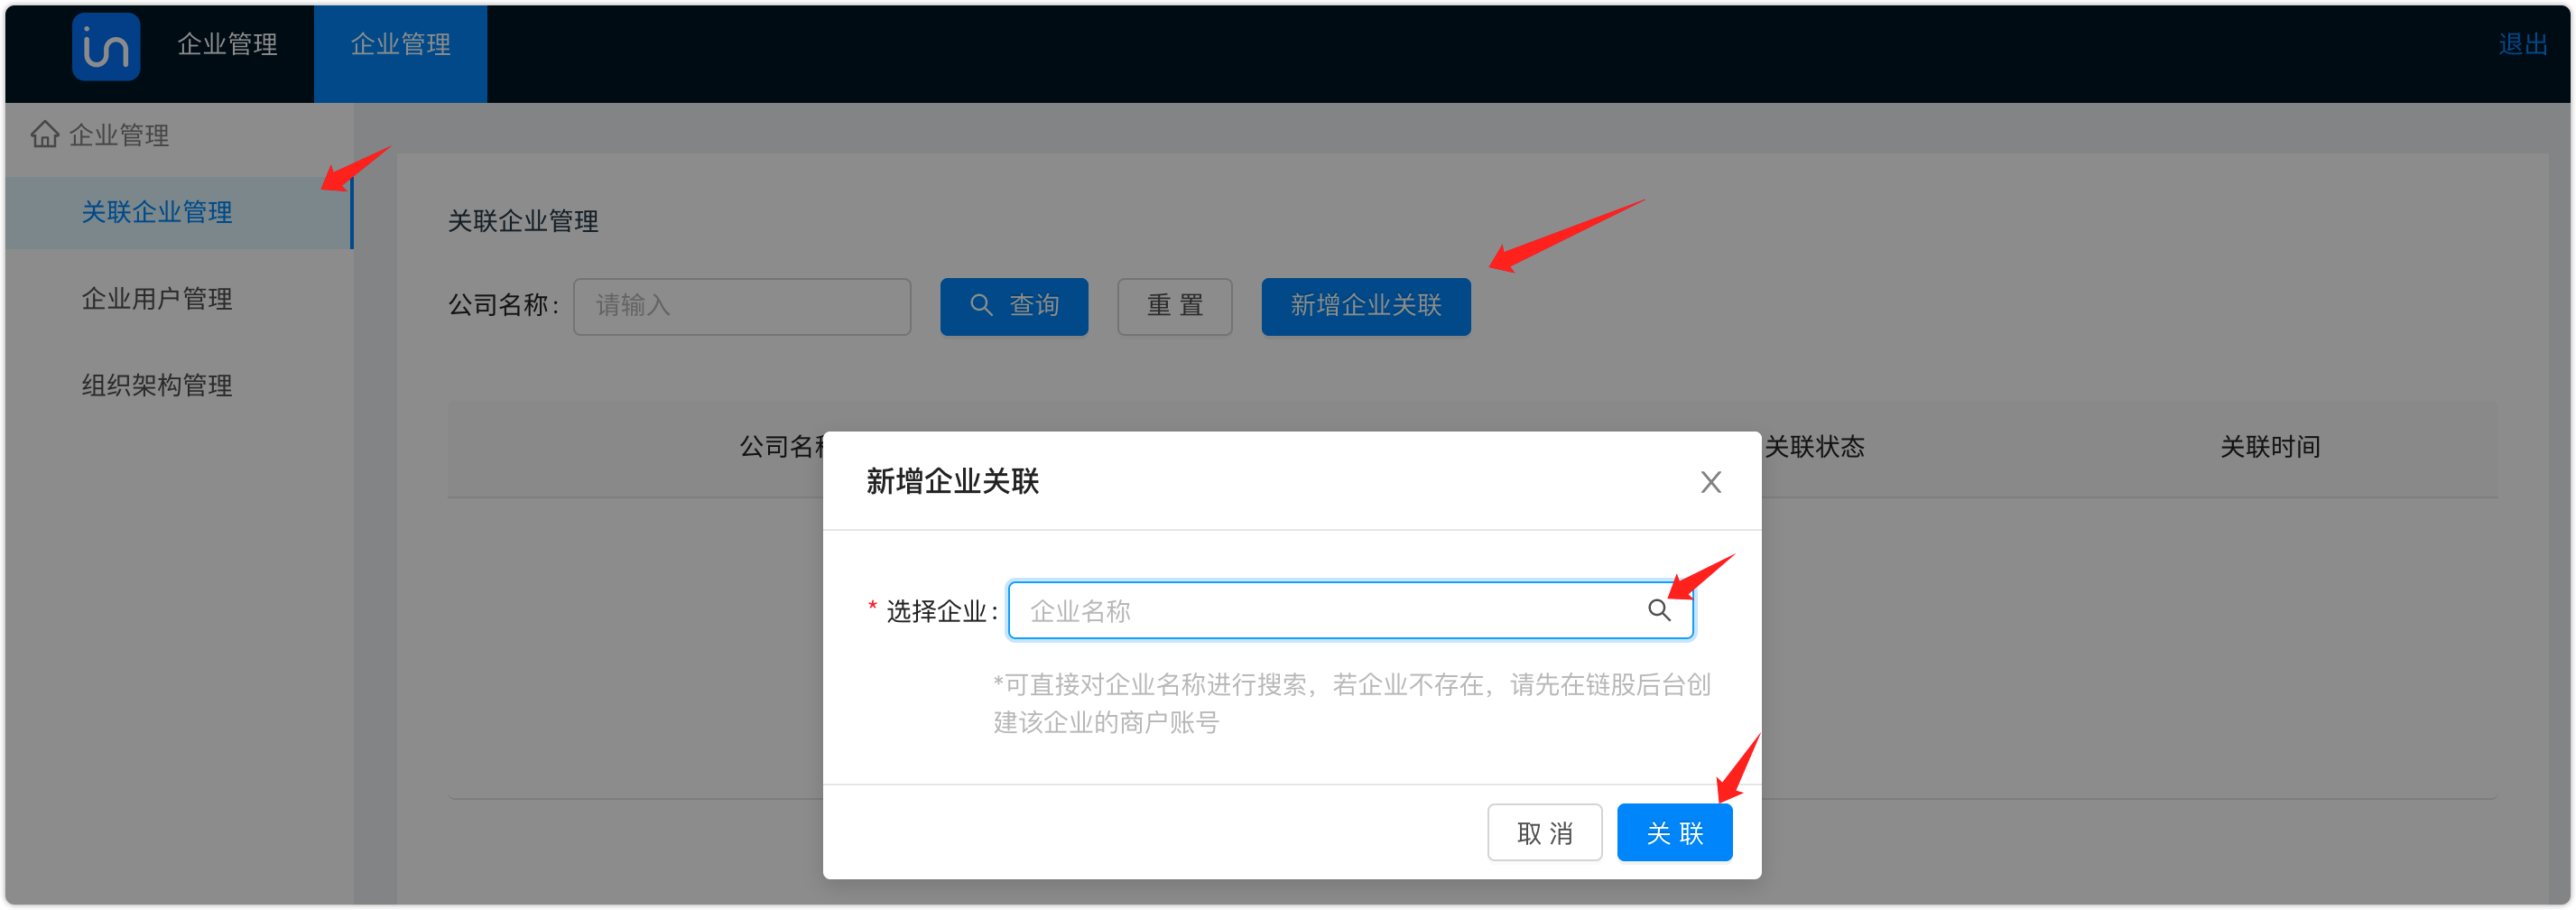 in 企业管理 企业管理 退出
企业管理
关联企业管理
企业用户管理
组织架构管理
关联企业管理
公司名称: 请输入 查询 重 置 新增企业关联
公司名 关联状态 关联时间
新增企业关联
* 选择企业: 企业名称
*可直接对企业名称进行搜索，若企业不存在，请先在链股后台创
建该企业的商户账号
取 消 关 联